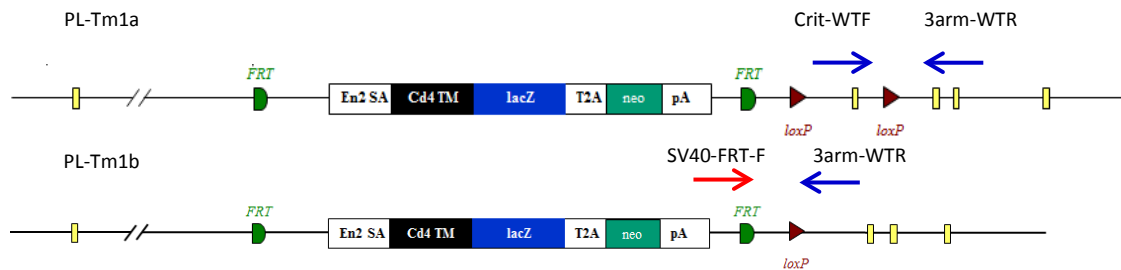 PL-Tm1a
Crit-WTF
3arm-WTR
FRT
FRT
En2 SA
Cd4 TM
lacZ
T2A
neo
pA
loxP
loxP
PL-Tm1b
SV40-FRT-F
3arm-WTR
FRT
FRT
En2 SA
Cd4 TM
lacZ
T2A
neo
pA
loxP